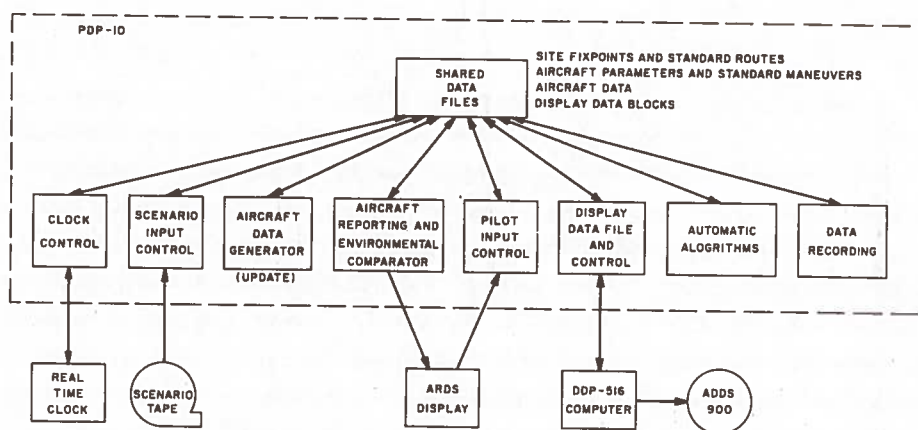 PDP-10
SHARED
DATA
FILES
SITE FIXPOINTS AND STANDARD ROUTES
AIRCRAFT PARAMETERS AND STANDARD MANEUVERS
AIRCRAFT DATA
DISPLAY DATA BLOCKS
CLOCK
CONTROL
SCENARIO
INPUT
CONTROL
AIRCRAFT
DATA
GENERATOR
(UPDATE)
AIRCRAFT
REPORTING AND
ENVIRONMENTAL
COMPARATOR
PILOT
INPUT
CONTROL
DISPLAY
DATA FILE
AND
CONTROL
AUTOMATIC
ALOGRITHMS
DATA
RECORDING
REAL
TIME
CLOCK
SCENARIO
TAPE
ARDS
DISPLAY
DDP-516
COMPUTER
ADDS
900